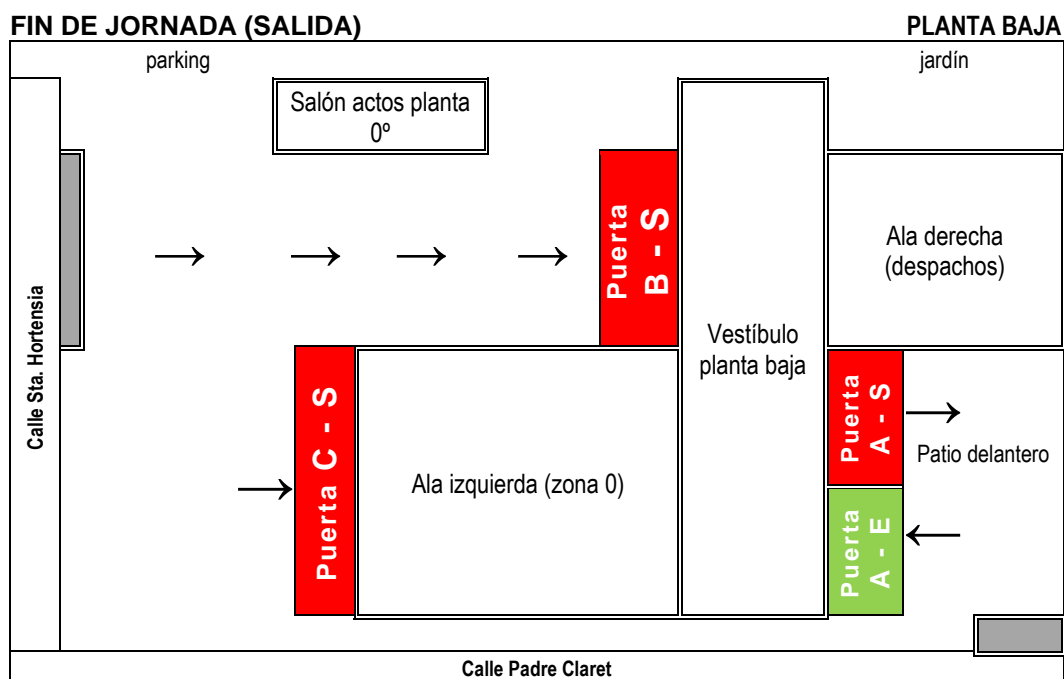 FIN DE JORNADA (SALIDA)
PLANTA BAJA
parking
jardín
Salón actos planta
0º
Puerta
B - S
Ala derecha
(despachos)
Vestíbulo
planta baja
Calle Sta. Hortensia
Puerta C - S
Ala izquierda (zona 0)
Puerta
A - S
Patio delantero
Puerta
A - E
Calle Padre Claret